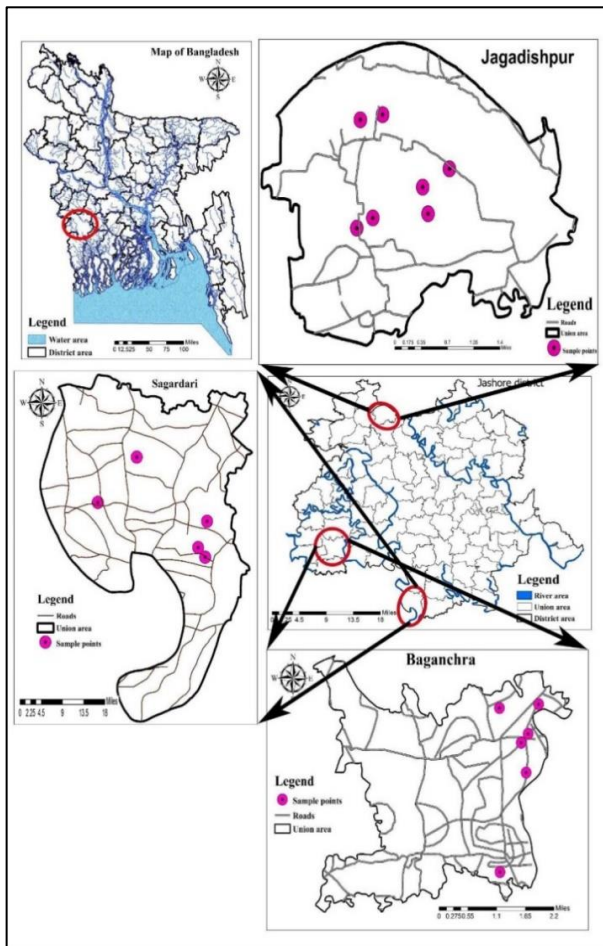 Map of Bangladesh
N
W E
S
Legend
Water area
District area
0 12.525 50 75 100
Miles
Jagadishpur
N
W E
S
Legend
Roads
Union area
Sample points
Miles
Sagardari
N
W E
S
Legend
Roads
Union area
Sample points
0 2.25 4.5 9 13.5 18
Miles
Jashore district
Legend
River area
Union area
District area
Miles
Baganchra
N
W E
S
Legend
Sample points
Roads
Union area
0 0.275 0.55 1.1 1.65 2.2
Miles